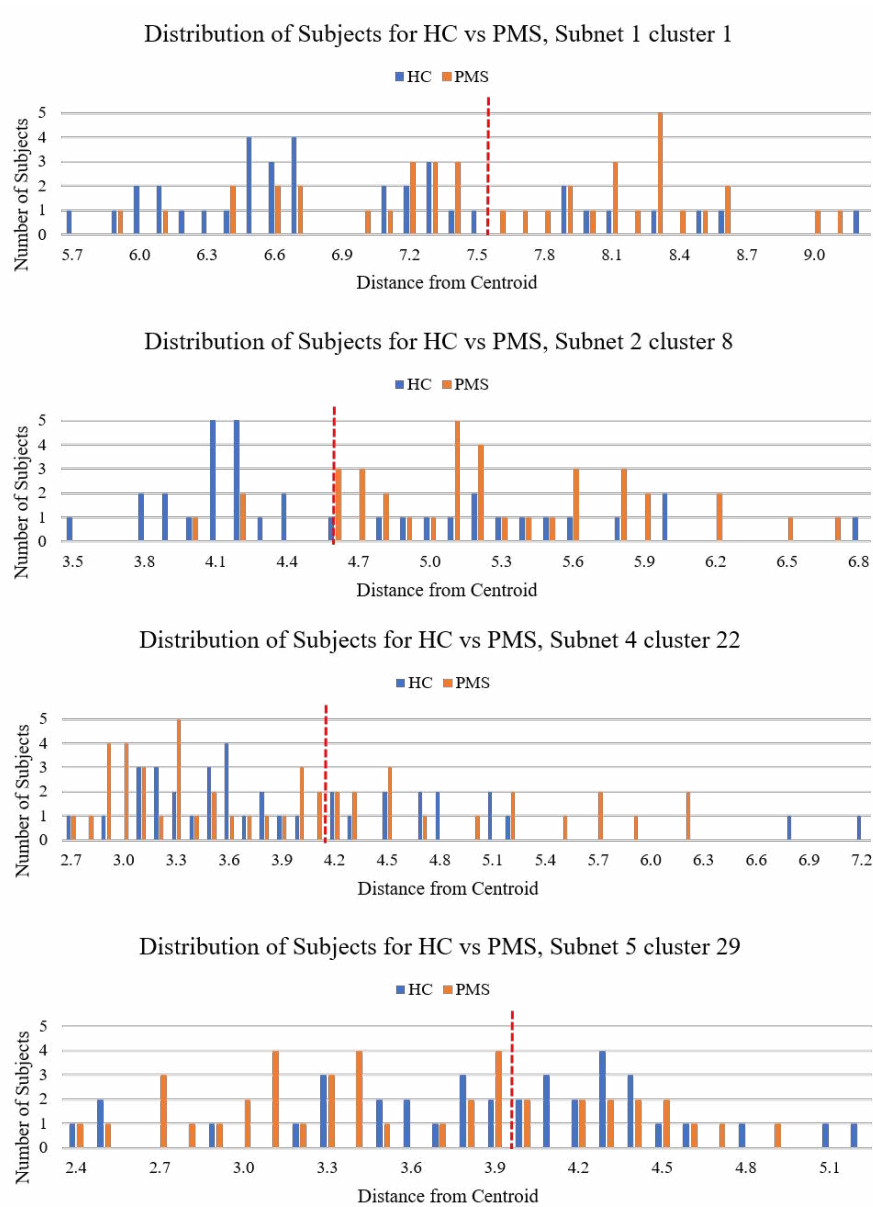 Distribution of Subjects for HC vs PMS, Subnet 1 cluster 1
HC PMS
Number of Subjects
5
4
3
2
1
0
5.7 6.0 6.3 6.6 6.9 7.2 7.5 7.8 8.1 8.4 8.7 9.0
Distance from Centroid
Distribution of Subjects for HC vs PMS, Subnet 2 cluster 8
HC PMS
Number of Subjects
5
4
3
2
1
0
3.5 3.8 4.1 4.4 4.7 5.0 5.3 5.6 5.9 6.2 6.5 6.8
Distance from Centroid
Distribution of Subjects for HC vs PMS, Subnet 4 cluster 22
HC PMS
Number of Subjects
5
4
3
2
1
0
2.7 3.0 3.3 3.6 3.9 4.2 4.5 4.8 5.1 5.4 5.7 6.0 6.3 6.6 6.9 7.2
Distance from Centroid
Distribution of Subjects for HC vs PMS, Subnet 5 cluster 29
HC PMS
Number of Subjects
5
4
3
2
1
0
2.4 2.7 3.0 3.3 3.6 3.9 4.2 4.5 4.8 5.1
Distance from Centroid